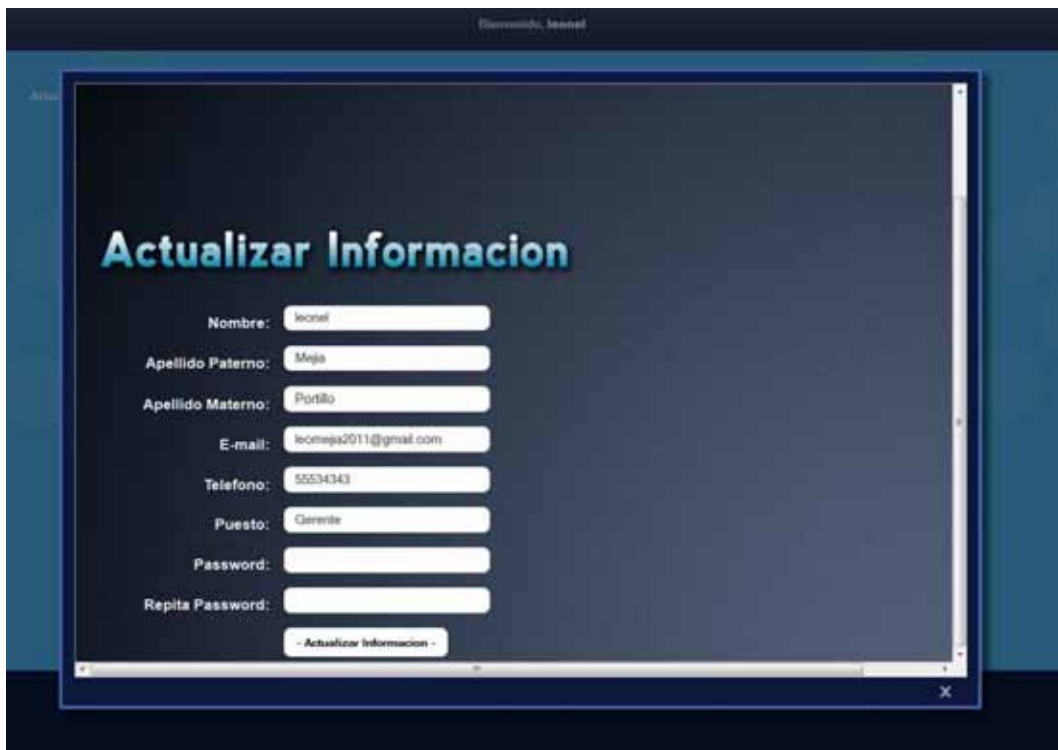 Bienvenido, leonel
Actualizar Informacion
Nombre: leonel
Apellido Paterno: Mejia
Apellido Materno: Portillo
E-mail: leomejia2011@gmail.com
Telefono: 55534343
Puesto: Gerente
Password:
Repita Password:
- Actualizar Informacion -
X